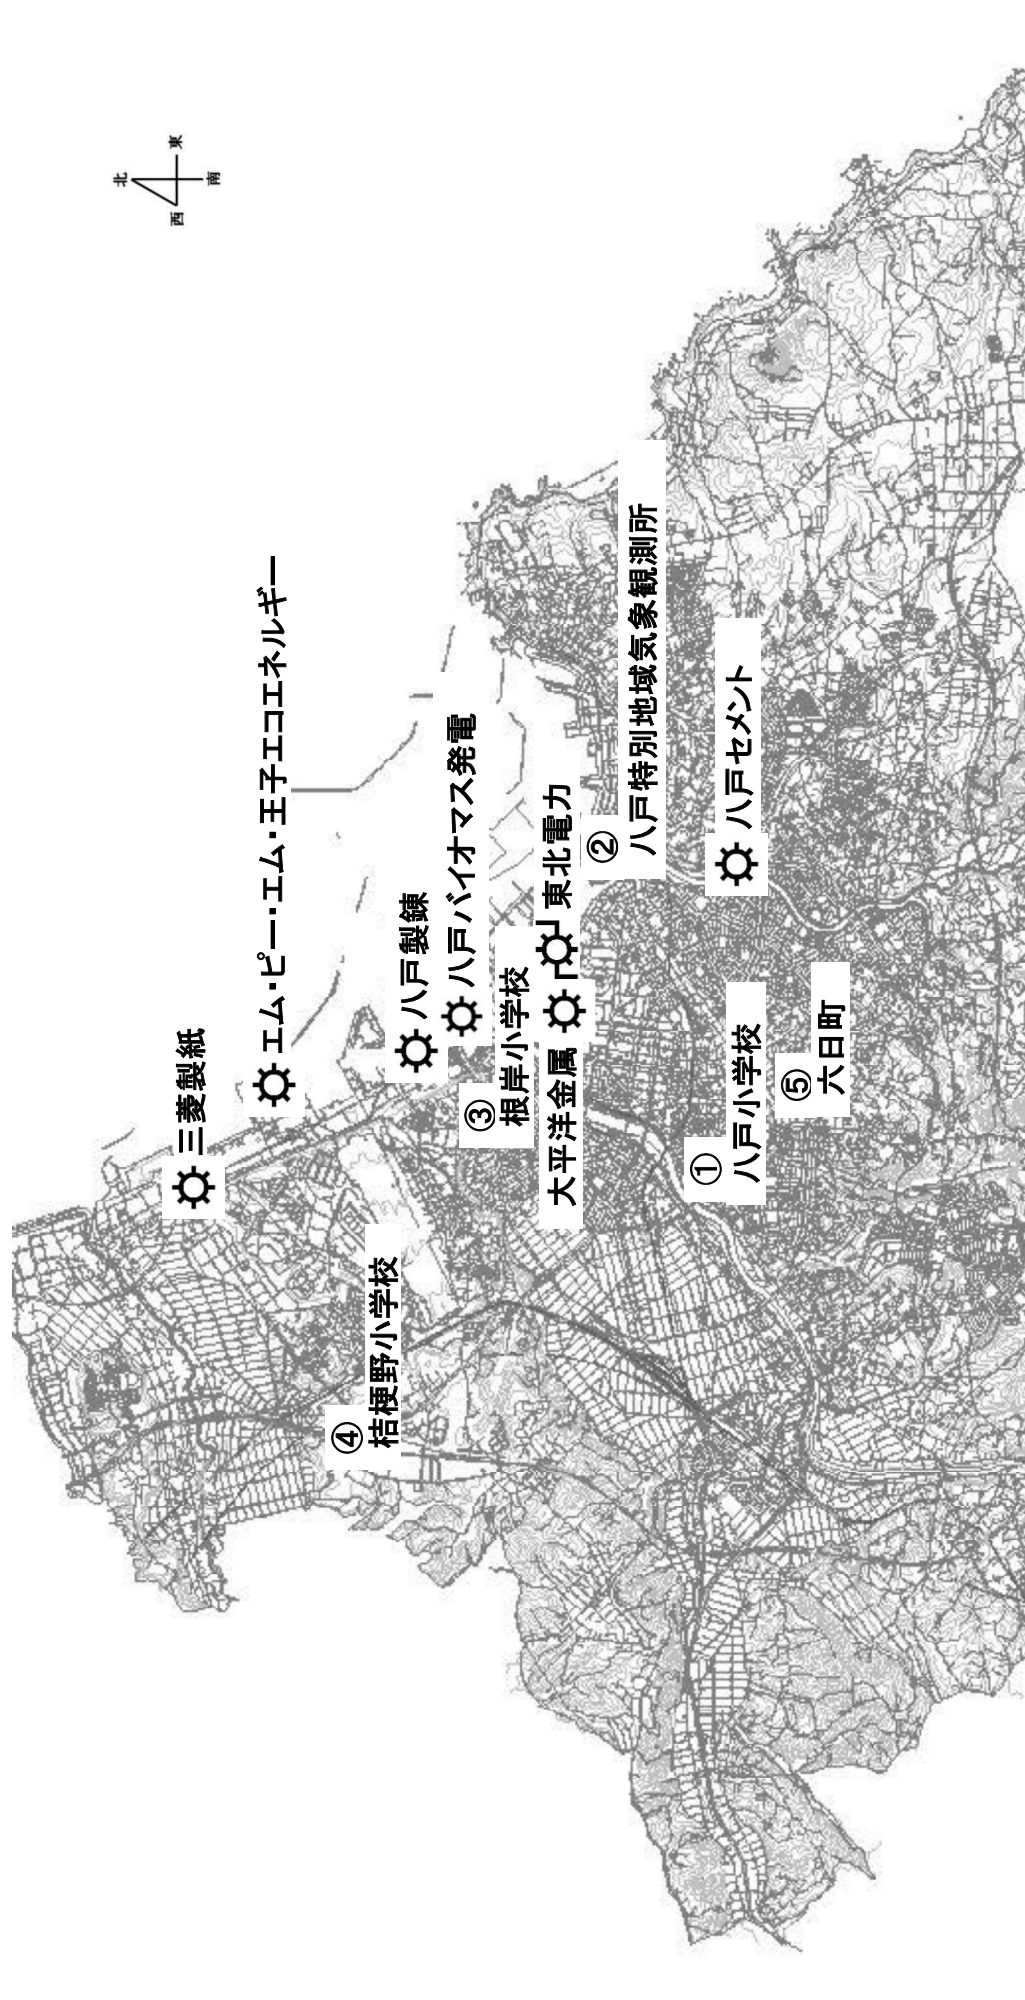 北
東
南
西
三菱製紙
エム・ピー・エム・王子エコエネルギー
八戸製錬
八戸バイオマス発電
東北電力
大平洋金属
八戸セメント
④
桔梗野小学校
③
根岸小学校
②
八戸特別地域気象観測所
①
八戸小学校
⑤
六日町